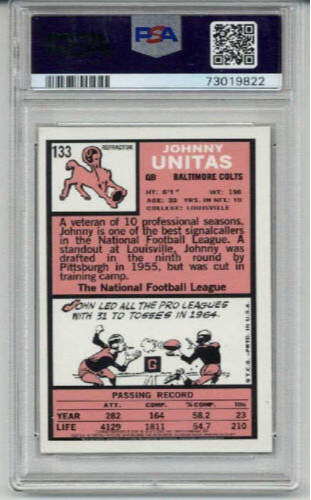 PSA
73019822
133
REFRACTOR
JOHNNY
UNITAS
QB BALTIMORE COLTS
HT: 6'1" WT: 196
AGE: 33 YRS. IN NFL: 10
COLLEGE: LOUISVILLE
A veteran of 10 professional seasons,
Johnny is one of the best signalcallers
in the National Football League. A
standout at Louisville, Johnny was
drafted in the ninth round by
Pittsburgh in 1955, but was cut in
training camp.
The National Football League
JOHN LED ALL THE PRO LEAGUES
WITH 31 TD TOSSES IN 1964.
G
© T.C.G. PRTD. IN U.S.A.
PASSING RECORD
ATT. COMP. % COMP. TDs
YEAR 282 164 58.2 23
LIFE 4129 1811 54.7 210